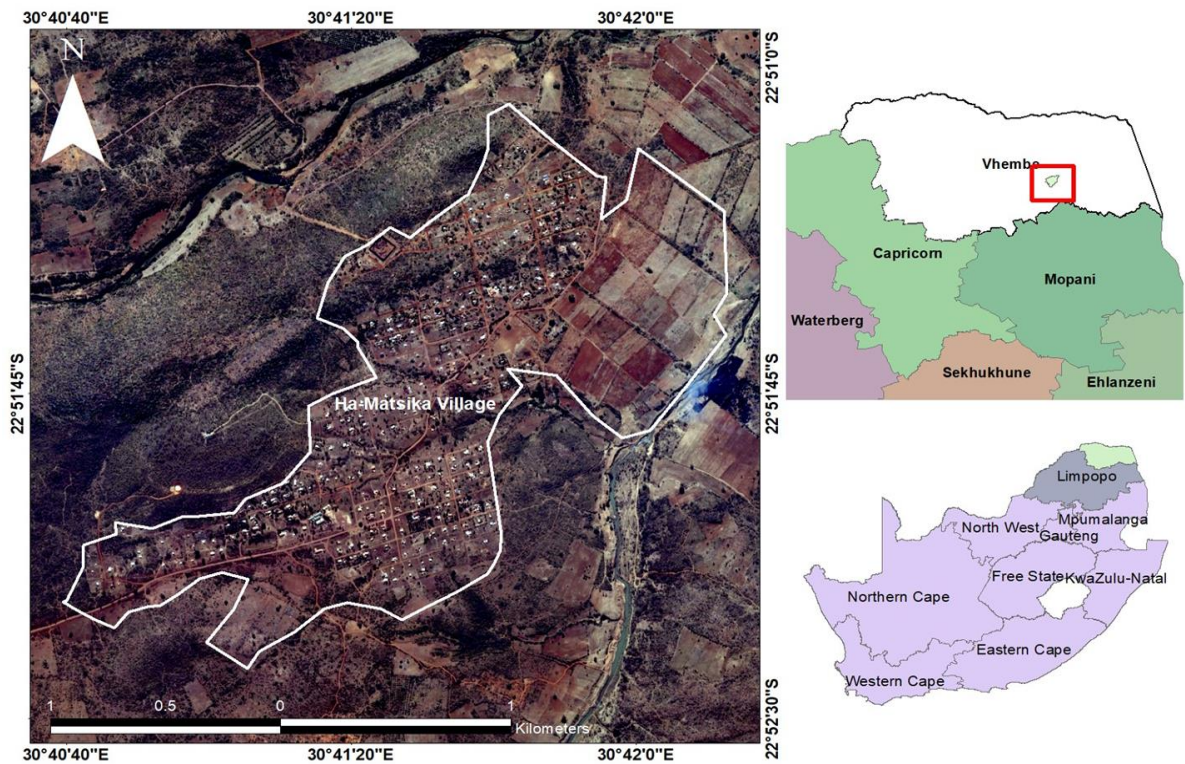 30°40'40"E 30°41'20"E 30°42'0"E
N
22°51'0"S
22°51'45"S
22°51'45"S
Ha-Matsika Village
22°52'30"S
1 0.5 0 1
Kilometers
30°40'40"E 30°41'20"E 30°42'0"E
Vhembe
Capricorn
Mopani
Waterberg
Sekhukhune
Ehlanzeni
Limpopo
Mpumalanga
North West
Gauteng
Free State
KwaZulu-Natal
Northern Cape
Eastern Cape
Western Cape